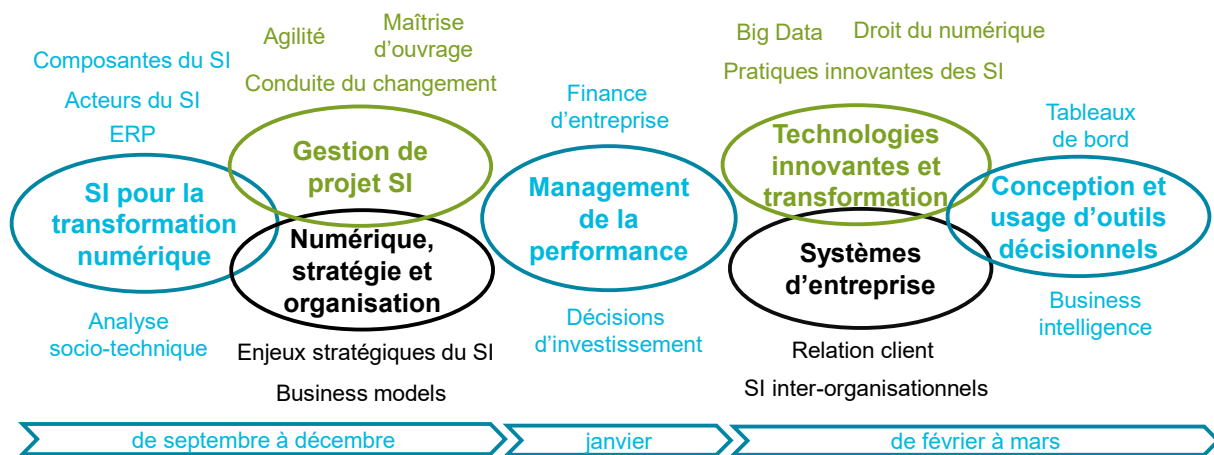 Composantes du SI
Acteurs du SI
ERP
SI pour la
transformation
numérique
Analyse
socio-technique
Agilité
Maîtrise
d'ouvrage
Conduite du changement
Gestion de
projet SI
Numérique,
stratégie et
organisation
Enjeux stratégiques du SI
Business models
Finance
d'entreprise
Management
de la
performance
Décisions
d'investissement
Big Data
Droit du numérique
Pratiques innovantes des SI
Technologies
innovantes et
transformation
Systèmes
d'entreprise
Relation client
SI inter-organisationnels
Tableaux
de bord
Conception et
usage d'outils
décisionnels
Business
intelligence
de septembre à décembre
janvier
de février à mars